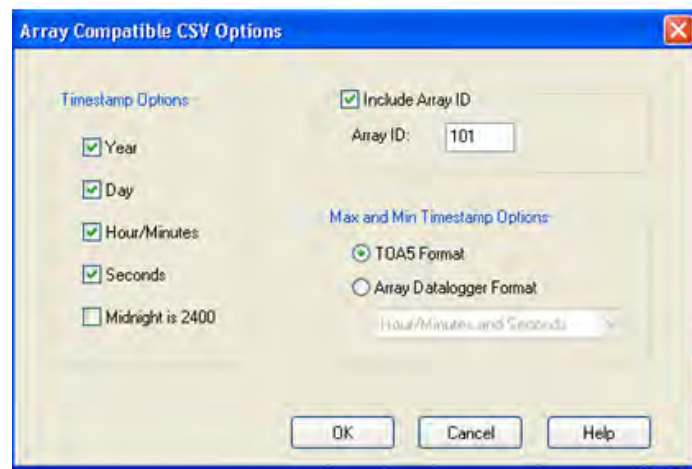 Array Compatible CSV Options
Timestamp Options
Year
Day
Hour/Minutes
Seconds
Midnight is 2400
Include Array ID
Array ID: 101
Max and Min Timestamp Options
TOA5 Format
Array Datalogger Format
Hour/Minutes and Seconds
OK Cancel Help